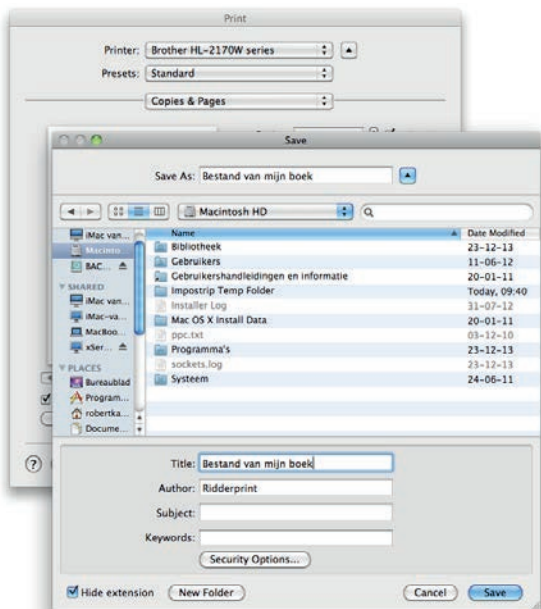 Print
Printer: Brother HL-2170W series
Presets: Standard
Copies & Pages
Save
Save As: Bestand van mijn boek
Macintosh HD
Name Date Modified
iMac van...
Macinto...
BAC...
SHARED
iMac van...
iMac-va...
MacBoo...
xSer...
PLACES
Bureaublad
Program...
robertka...
Docume...
Bibliotheek 23-12-13
Gebruikers 11-06-12
Gebruikershandleidingen en informatie 20-01-11
Impostrip Temp Folder Today, 09:40
Installer Log 31-07-12
Mac OS X Install Data 20-01-11
ppc.txt 03-12-10
Programma's 23-12-13
sockets.log 23-12-13
Systeem 24-06-11
?
Title: Bestand van mijn boek
Author: Ridderprint
Subject:
Keywords:
Security Options...
Hide extension New Folder Cancel Save